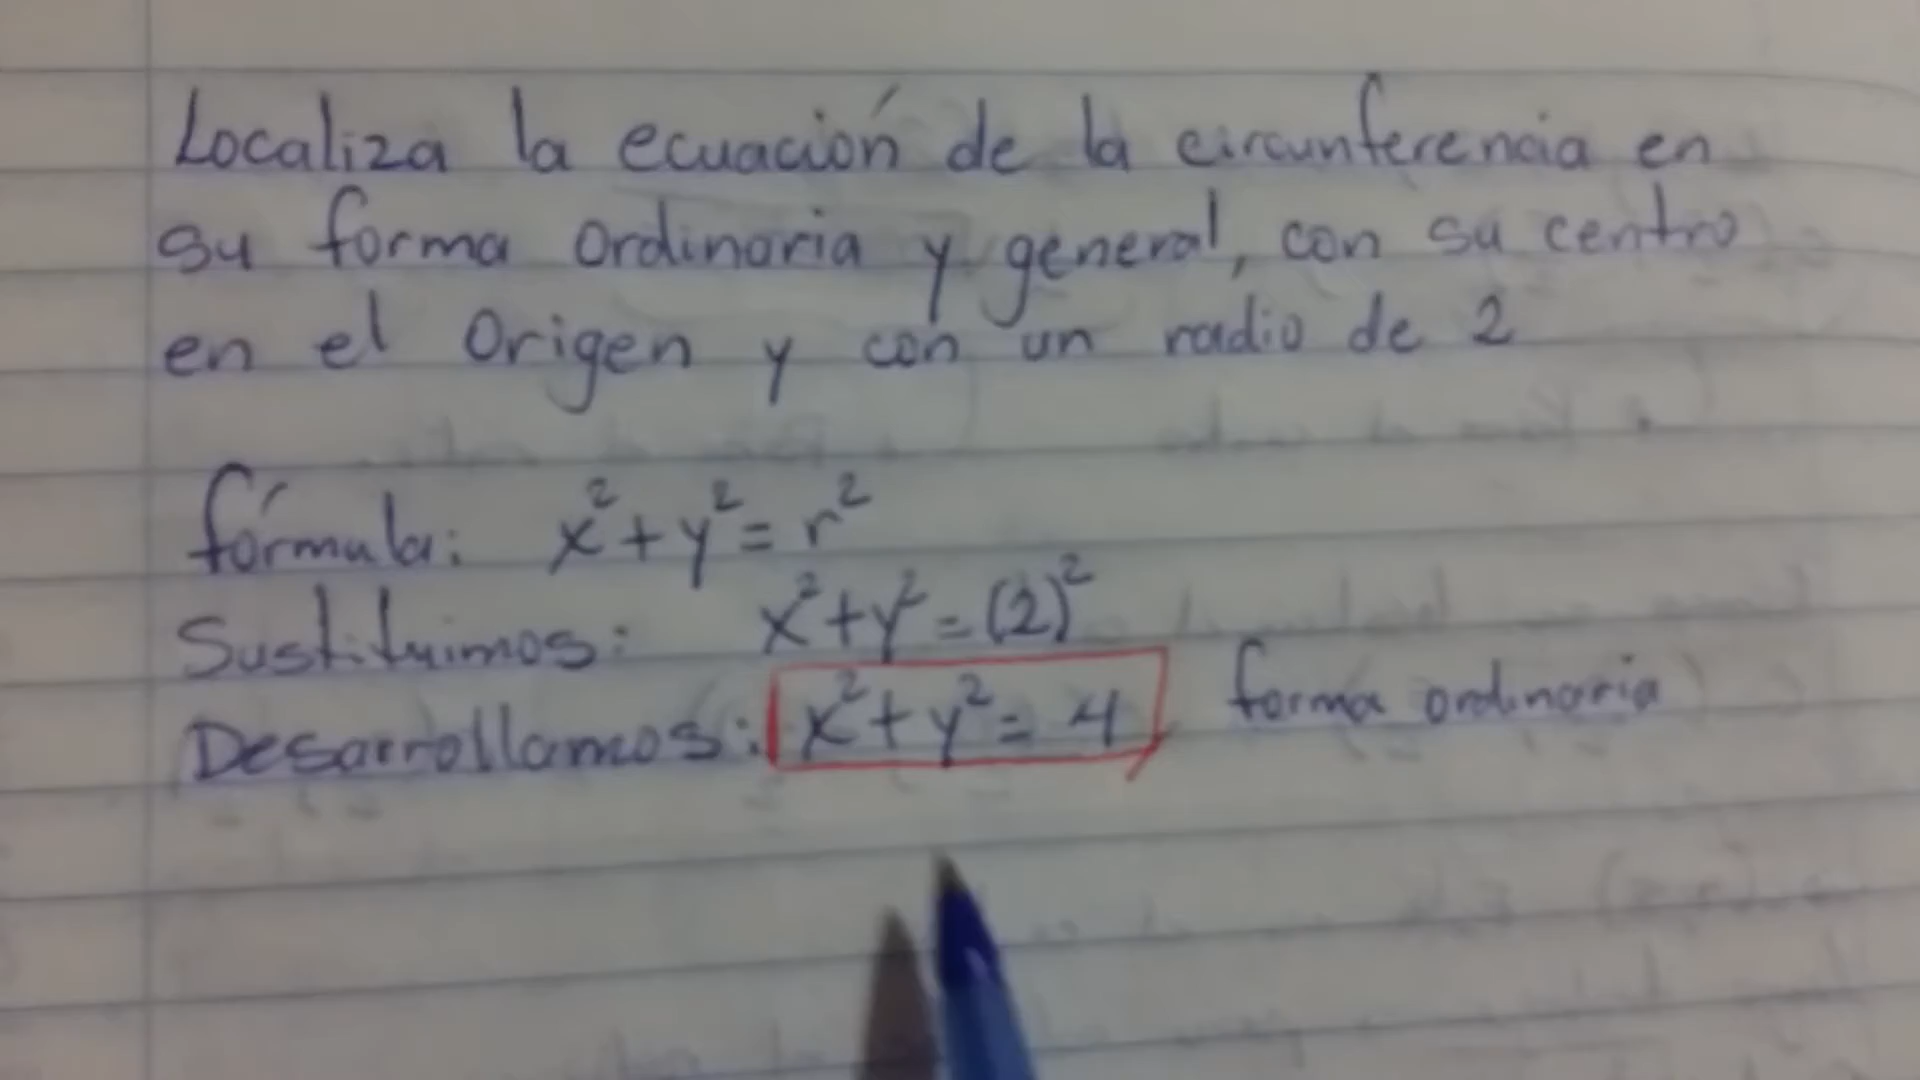 Localiza la ecuación de la circunferencia en
su forma ordinaria y general, con su centro
en el Origen y con un radio de 2
fórmula: x² + y² = r²
Sustituimos: x² + y² = (2)²
Desarrollamos: x² + y² = 4 forma ordinaria